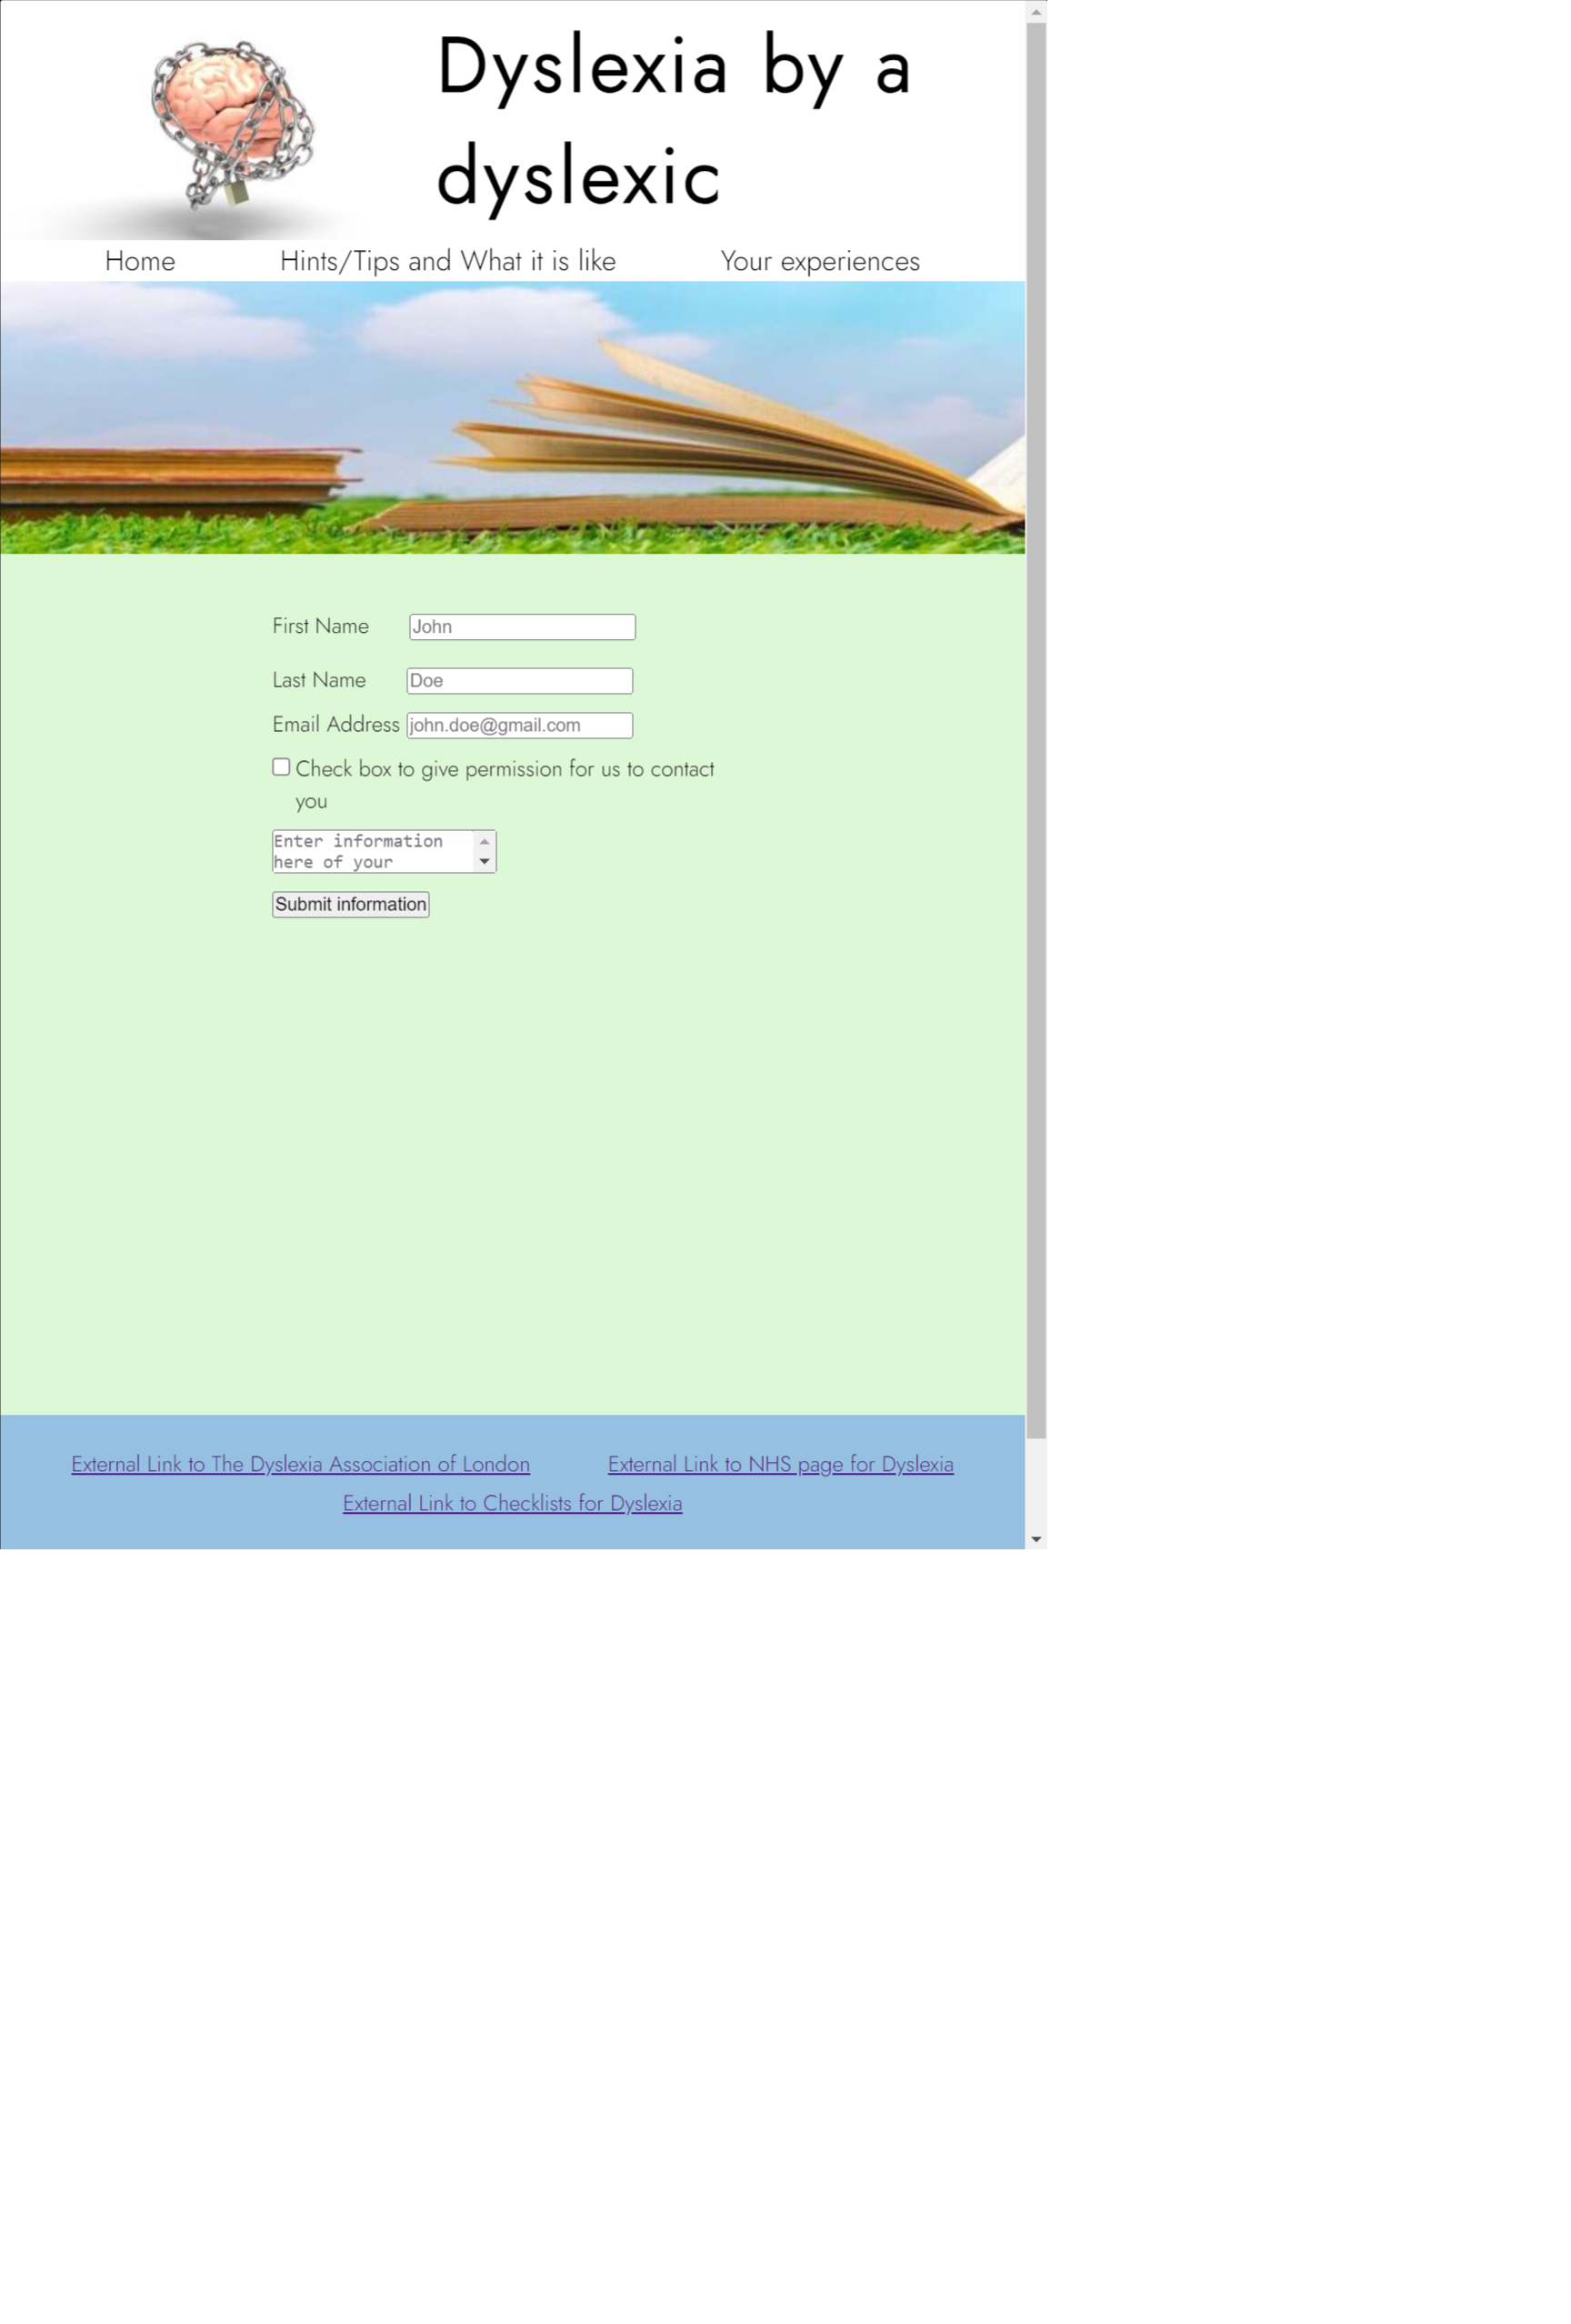 Dyslexia by a
dyslexic
Home Hints/Tips and What it is like Your experiences
First Name John
Last Name Doe
Email Address john.doe@gmail.com
Check box to give permission for us to contact
you
Enter information
here of your
Submit information
External Link to The Dyslexia Association of London External Link to NHS page for Dyslexia
External Link to Checklists for Dyslexia